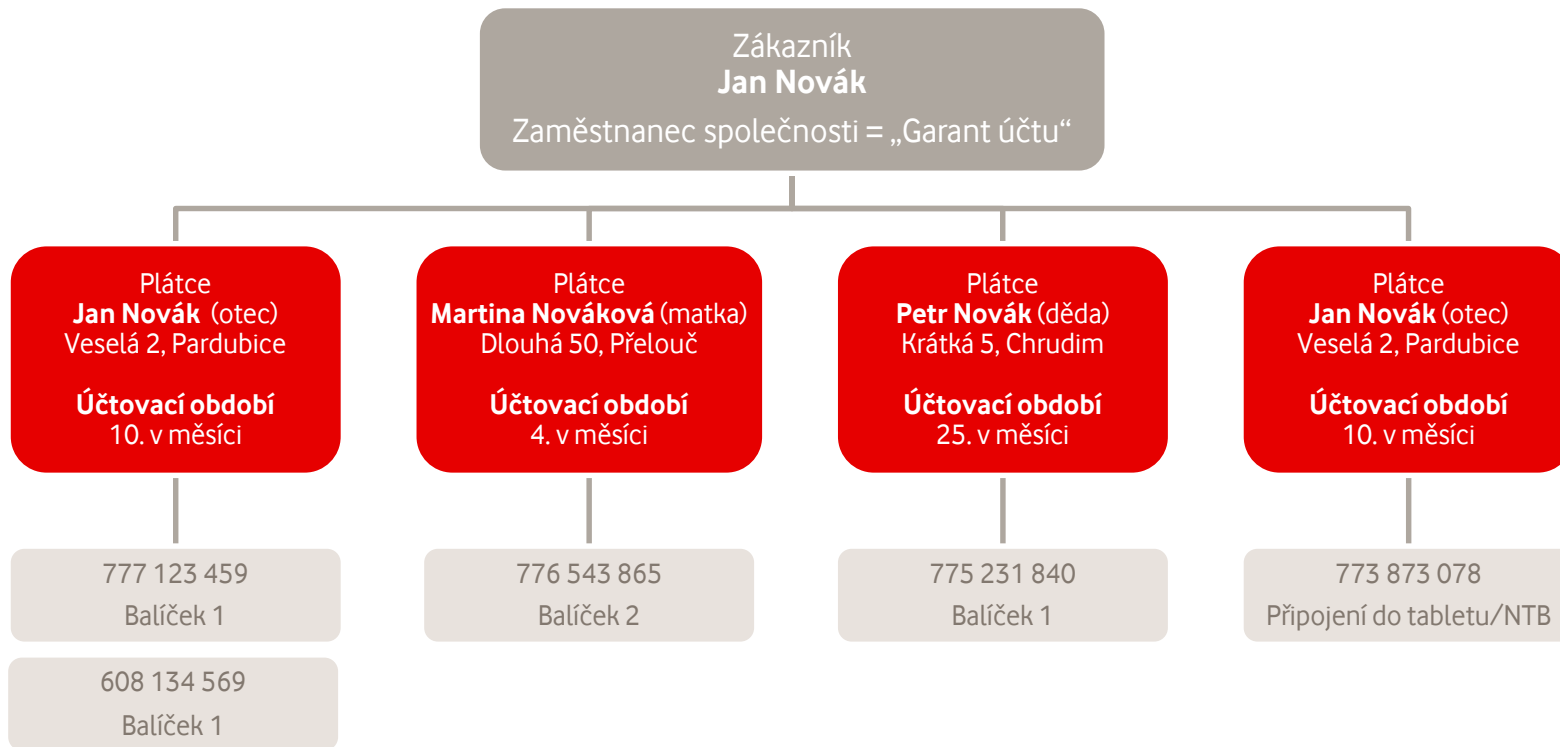 Zákazník
Jan Novák
Zaměstnanec společnosti = „Garant účtu“
Plátce
Jan Novák (otec)
Veselá 2, Pardubice
Účtovací období
10. v měsíci
777 123 459
Balíček 1
608 134 569
Balíček 1
Plátce
Martina Nováková (matka)
Dlouhá 50, Přelouč
Účtovací období
4. v měsíci
776 543 865
Balíček 2
Plátce
Petr Novák (děda)
Krátká 5, Chrudim
Účtovací období
25. v měsíci
775 231 840
Balíček 1
Plátce
Jan Novák (otec)
Veselá 2, Pardubice
Účtovací období
10. v měsíci
773 873 078
Připojení do tabletu/NTB